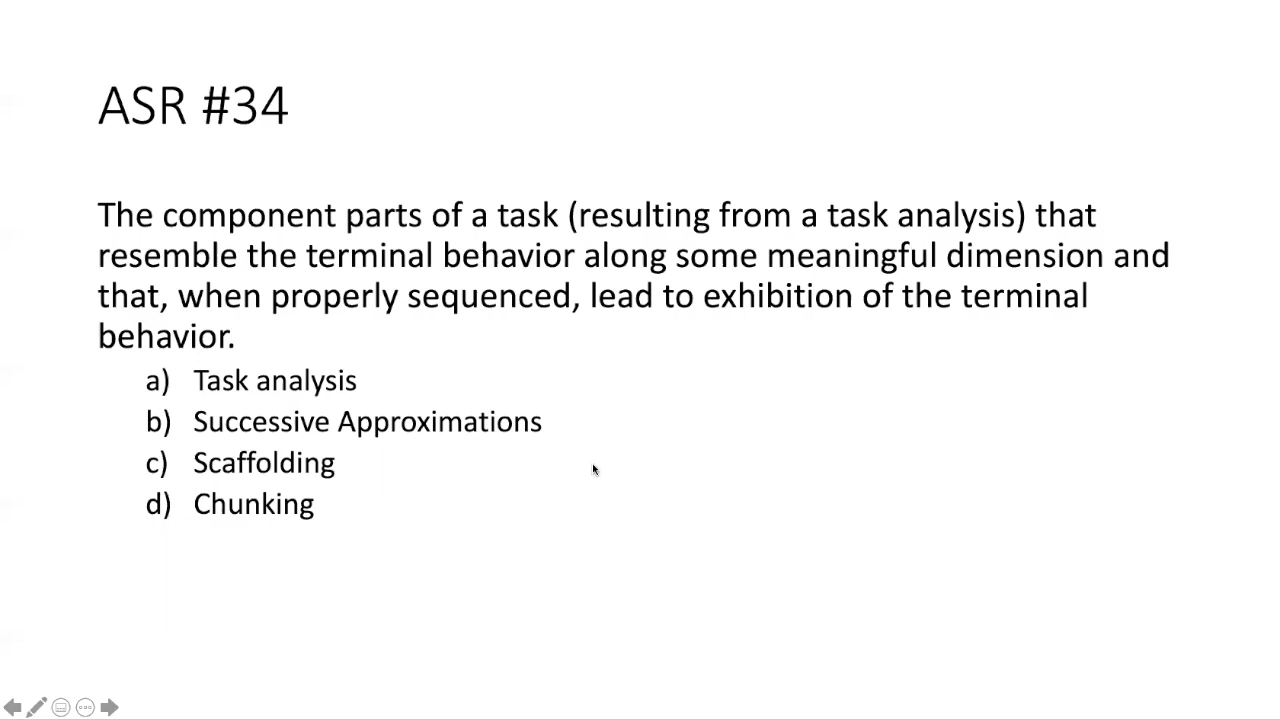 ASR #34
The component parts of a task (resulting from a task analysis) that
resemble the terminal behavior along some meaningful dimension and
that, when properly sequenced, lead to exhibition of the terminal
behavior.
a) Task analysis
b) Successive Approximations
c) Scaffolding
d) Chunking